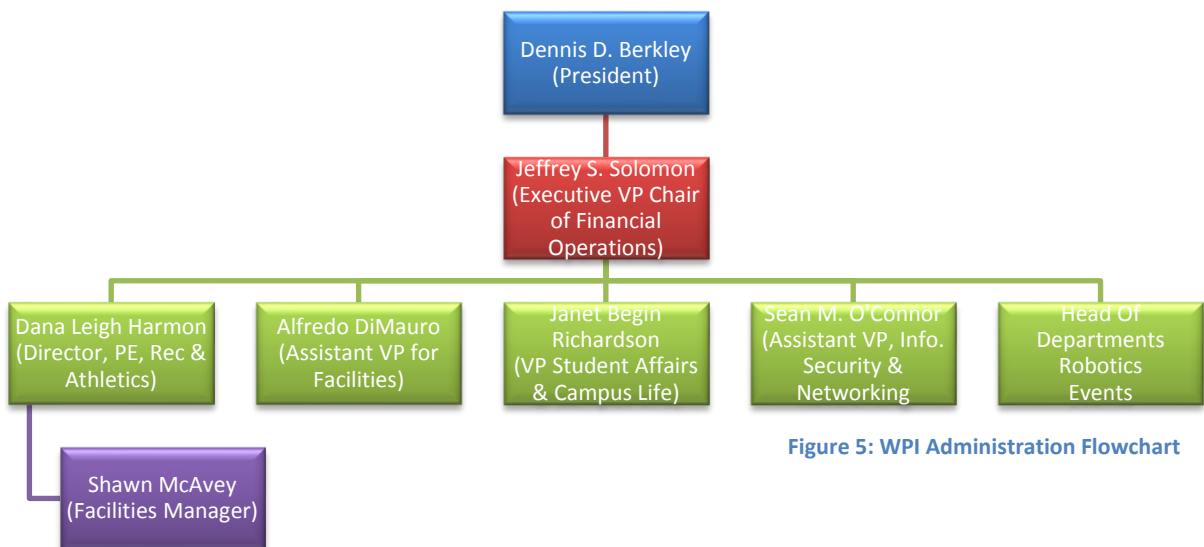 Dennis D. Berkley
(President)
Jeffrey S. Solomon
(Executive VP Chair
of Financial
Operations)
Dana Leigh Harmon
(Director, PE, Rec &
Athletics)
Alfredo DiMauro
(Assistant VP for
Facilities)
Janet Begin
Richardson
(VP Student Affairs
& Campus Life)
Sean M. O'Connor
(Assistant VP, Info.
Security &
Networking
Head Of
Departments
Robotics
Events
Figure 5: WPI Administration Flowchart
Shawn McAvey
(Facilities Manager)